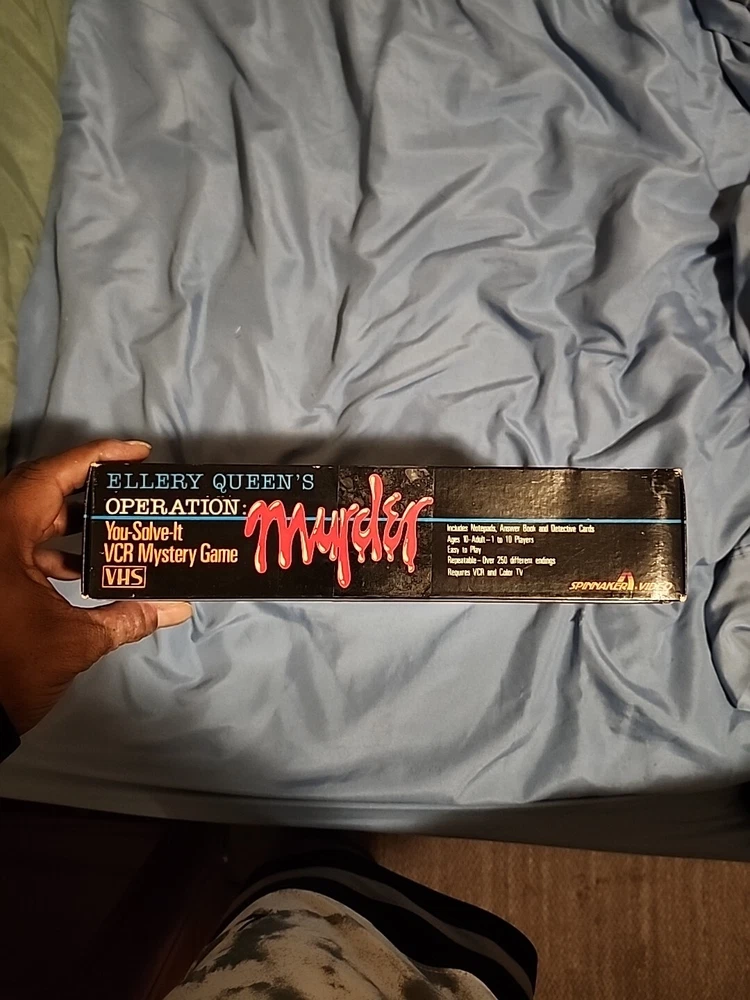 ELLERY QUEEN'S
OPERATION: Murder
You-Solve-It
VCR Mystery Game
VHS
Includes Notepads, Answer Book and Detective Cards
Ages 10-Adult – 1 to 19 Players
Easy to Play
Repeatable – Over 250 different endings
Requires VCR and Color TV
SPINNAKER VIDEO